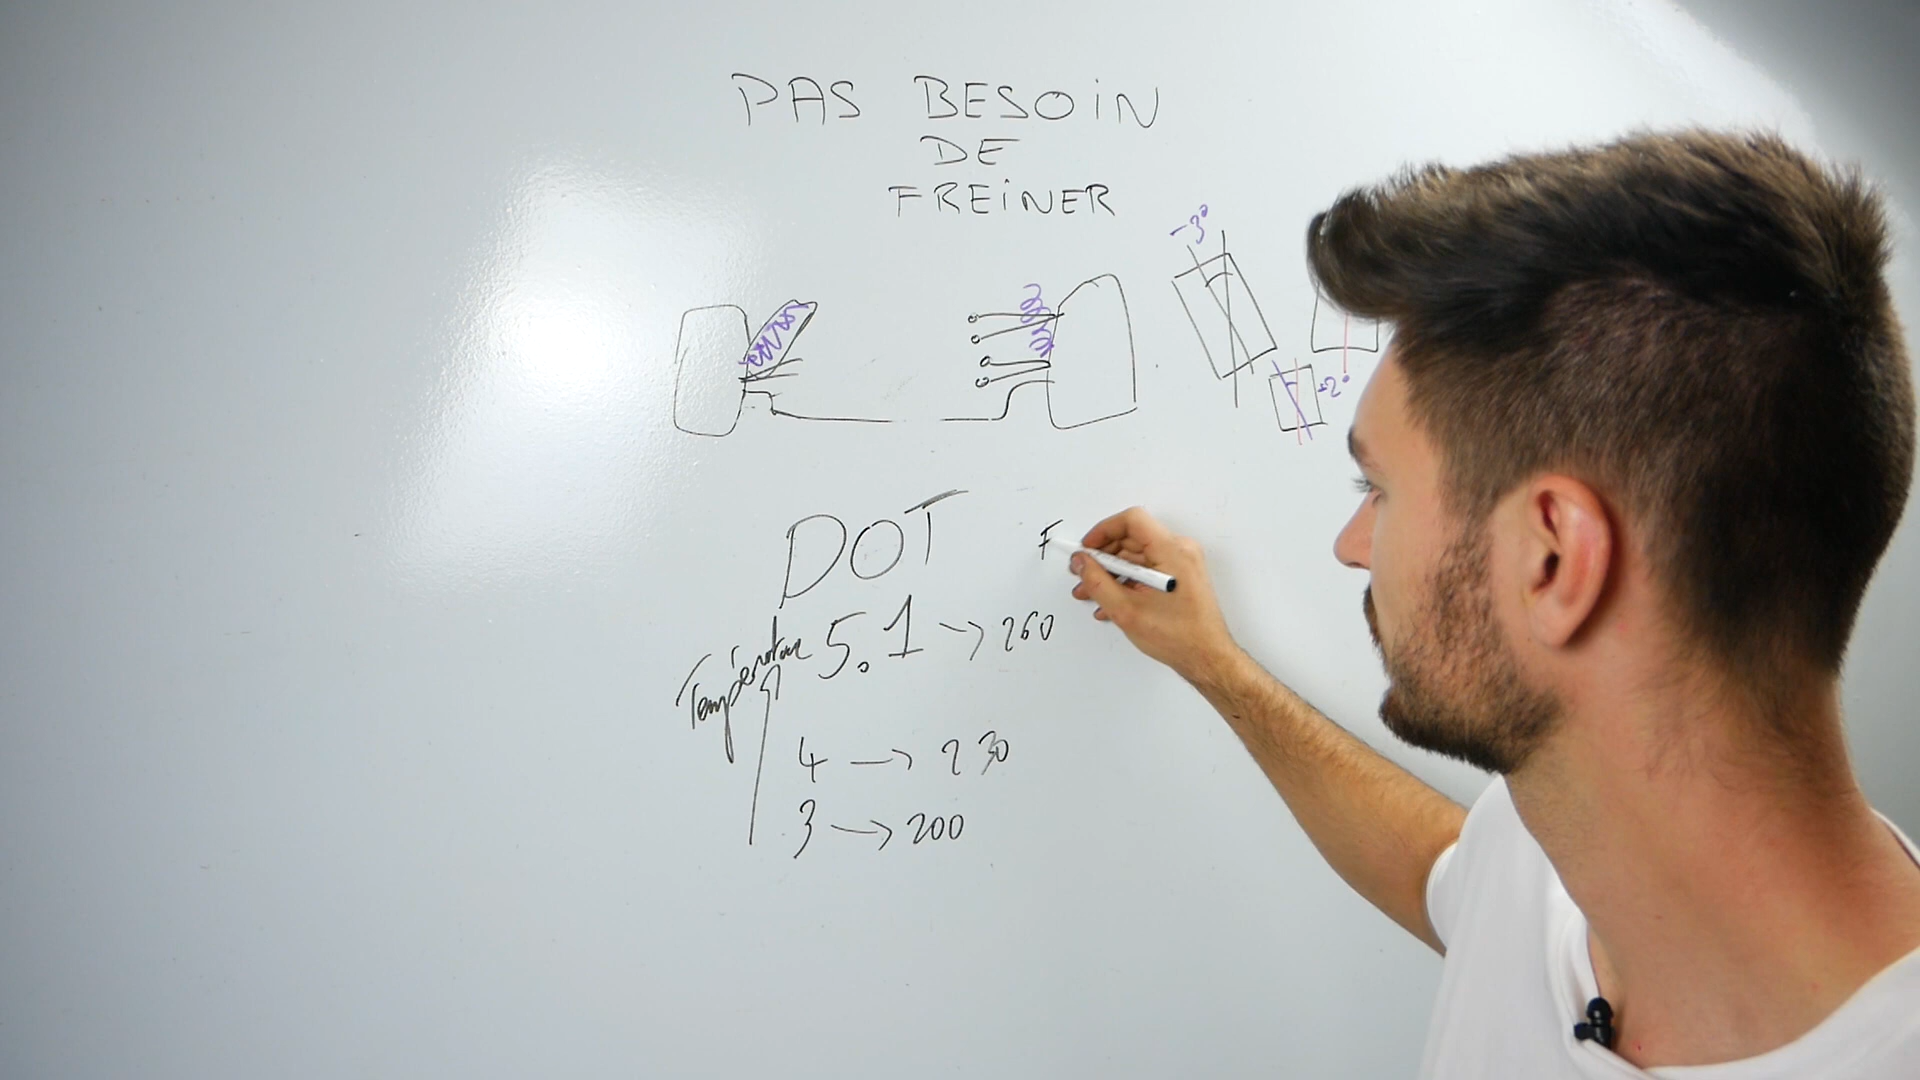 PAS BESOIN
DE
FREINER
-3°
+2°
DOT
F
Température
5.1 → 260
4 → 230
3 → 200